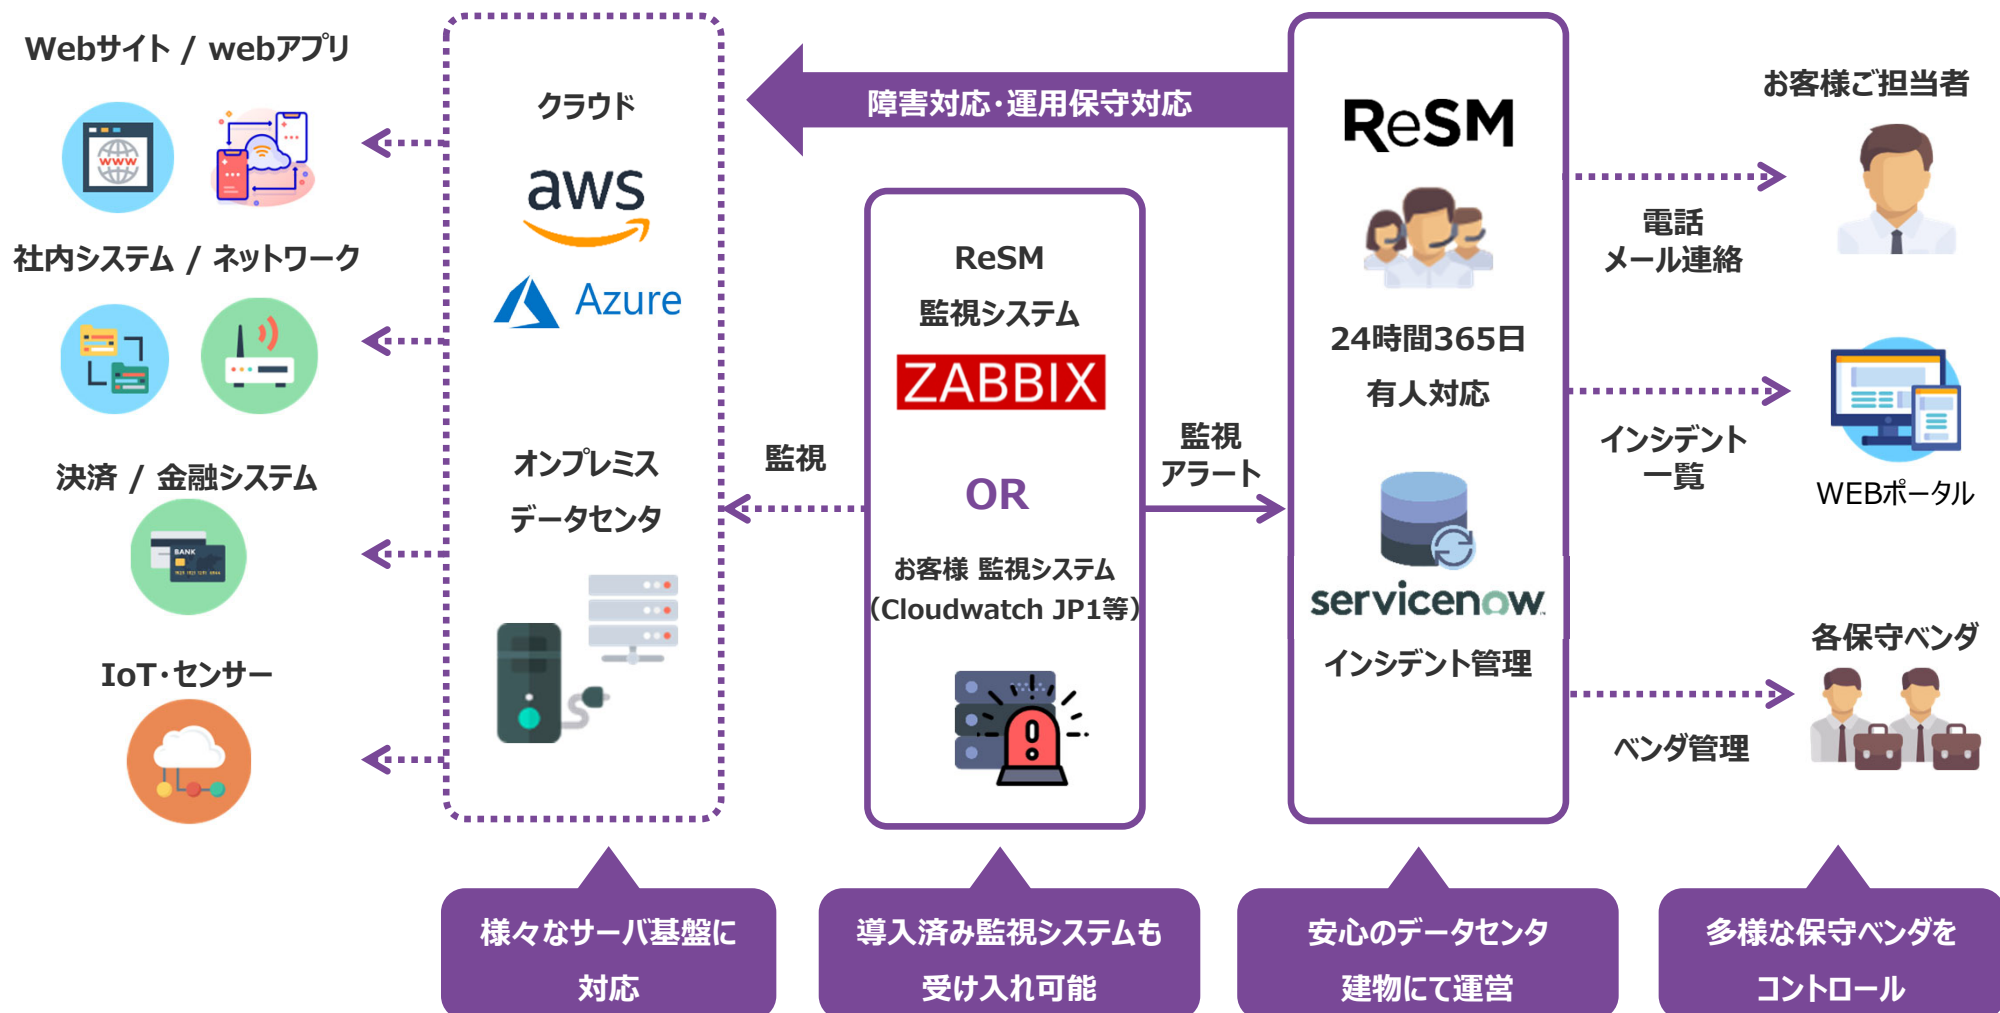 Webサイト / webアプリ
www
社内システム / ネットワーク
決済 / 金融システム
BANK
IoT・センサー
クラウド
aws
Azure
オンプレミス
データセンタ
障害対応・運用保守対応
監視
ReSM
監視システム
ZABBIX
OR
お客様 監視システム
（Cloudwatch JP1等）
監視
アラート
ReSM
24時間365日
有人対応
servicenow
インシデント管理
お客様ご担当者
電話
メール連絡
インシデント
一覧
WEBポータル
各保守ベンダ
ベンダ管理
様々なサーバ基盤に
対応
導入済み監視システムも
受け入れ可能
安心のデータセンタ
建物にて運営
多様な保守ベンダを
コントロール